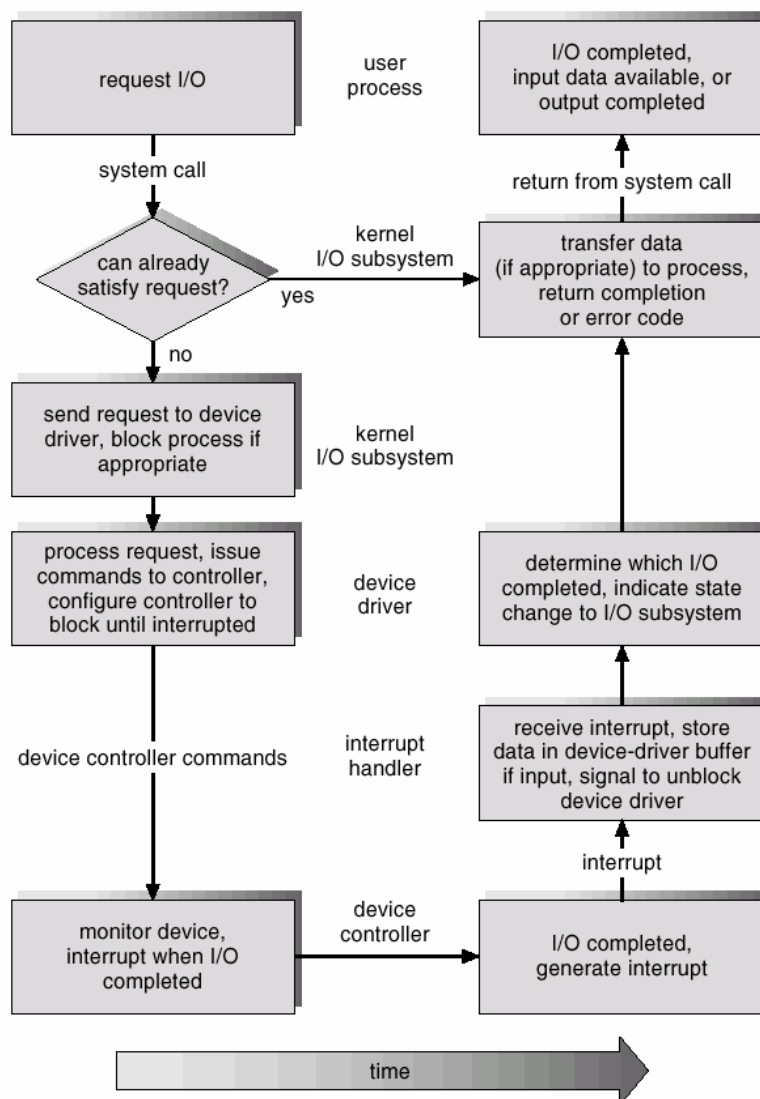 request I/O
user
process
I/O completed,
input data available, or
output completed
system call
return from system call
can already
satisfy request?
kernel
I/O subsystem
yes
transfer data
(if appropriate) to process,
return completion
or error code
no
send request to device
driver, block process if
appropriate
kernel
I/O subsystem
process request, issue
commands to controller,
configure controller to
block until interrupted
device
driver
determine which I/O
completed, indicate state
change to I/O subsystem
device controller commands
interrupt
handler
receive interrupt, store
data in device-driver buffer
if input, signal to unblock
device driver
interrupt
monitor device,
interrupt when I/O
completed
device
controller
I/O completed,
generate interrupt
time